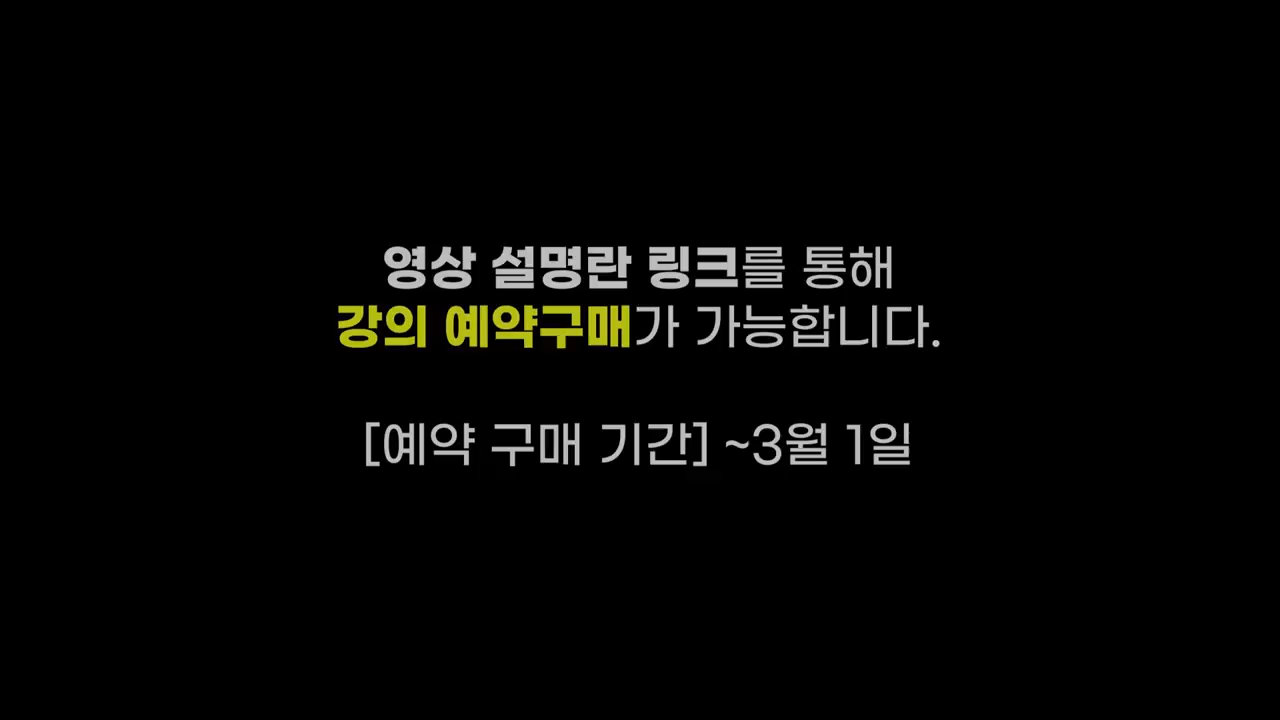 영상 설명란 링크를 통해
강의 예약구매가 가능합니다.
[예약 구매 기간] ~3월 1일